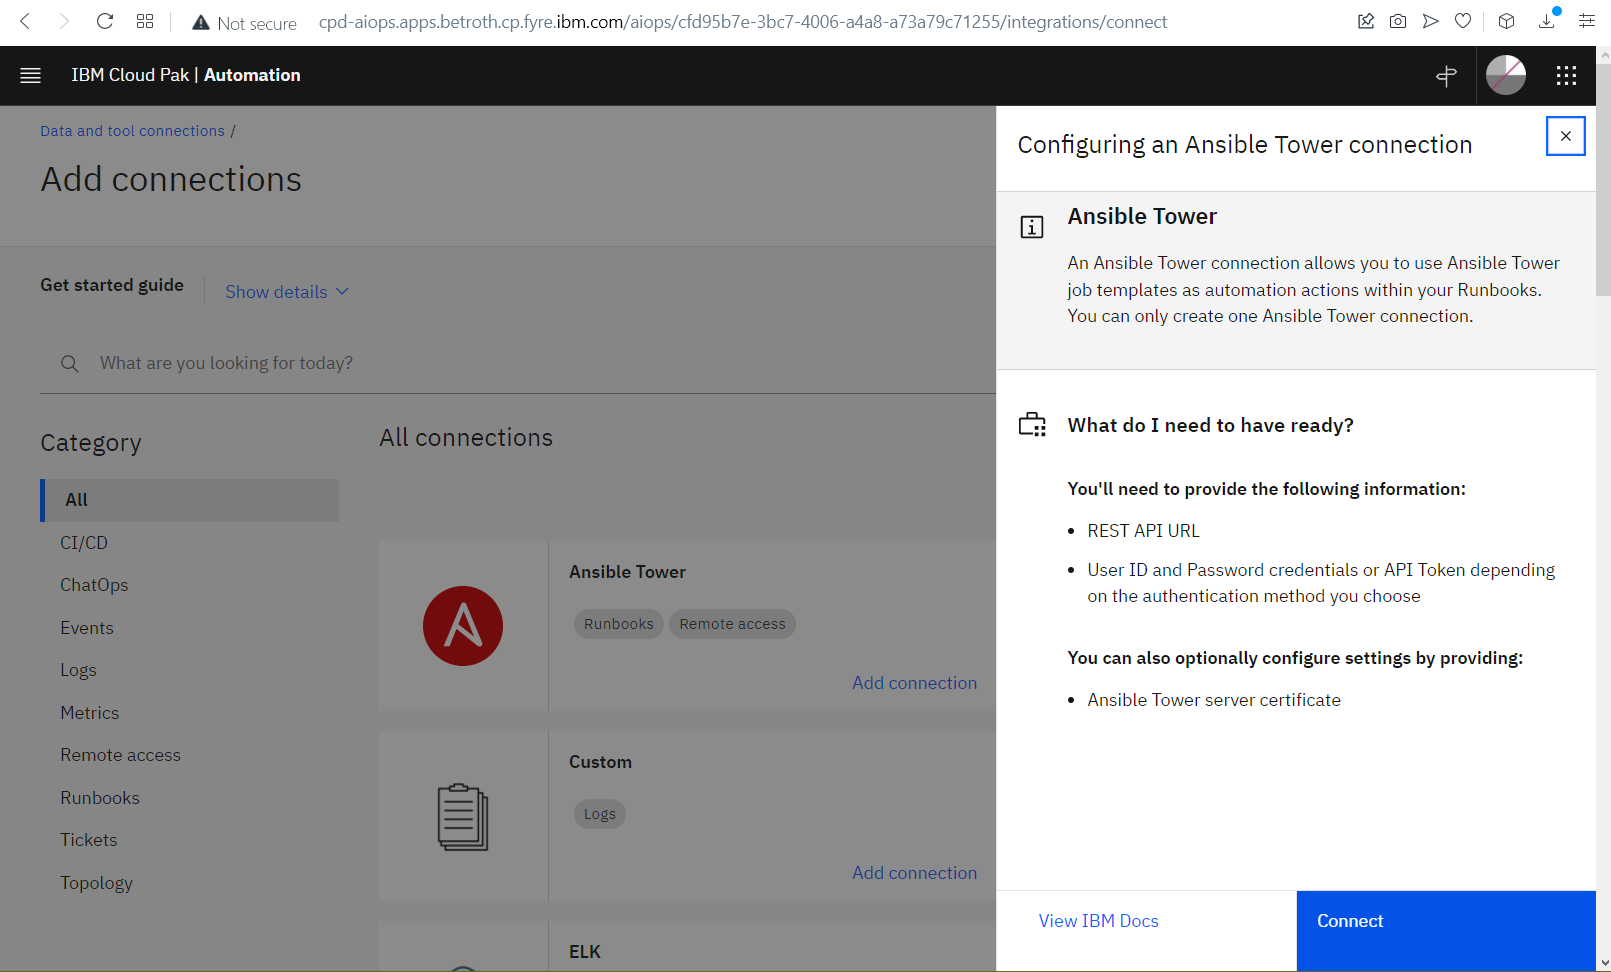 Not secure cpd-aiops.apps.betroth.cp.fyre.ibm.com/aiops/cfd95b7e-3bc7-4006-a4a8-a73a79c71255/integrations/connect
IBM Cloud Pak | Automation
Data and tool connections /
Add connections
Get started guide
Show details
What are you looking for today?
Category
All
CI/CD
ChatOps
Events
Logs
Metrics
Remote access
Runbooks
Tickets
Topology
All connections
Ansible Tower
Runbooks
Remote access
Add connection
Custom
Logs
Add connection
ELK
Configuring an Ansible Tower connection
Ansible Tower
An Ansible Tower connection allows you to use Ansible Tower
job templates as automation actions within your Runbooks.
You can only create one Ansible Tower connection.
What do I need to have ready?
You'll need to provide the following information:
• REST API URL
• User ID and Password credentials or API Token depending
on the authentication method you choose
You can also optionally configure settings by providing:
• Ansible Tower server certificate
View IBM Docs
Connect